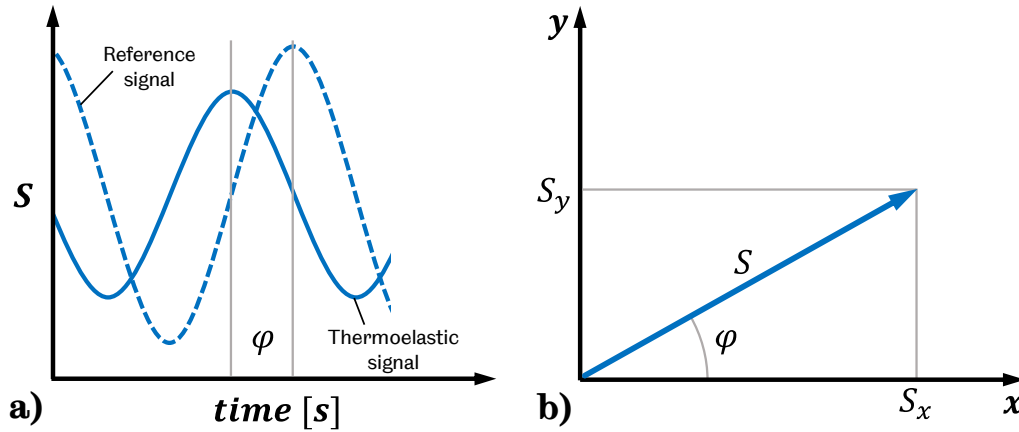 Reference
signal
S
φ
Thermoelastic
signal
a)
time [s]
y
S_y
S
φ
b)
S_x
x